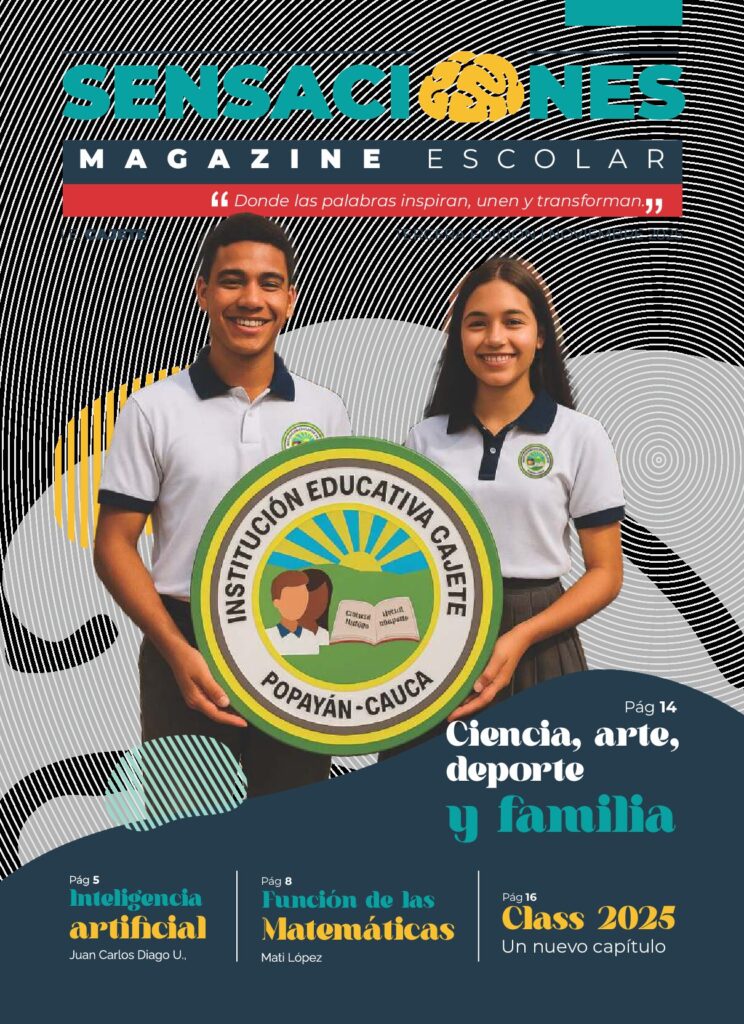 SENSACIONES
MAGAZINE ESCOLAR
“ Donde las palabras inspiran, unen y transforman.”
CAJETE
INSTITUCIÓN EDUCATIVA CAJETE
POPAYÁN-CAUCA
Pág 14
Ciencia, arte,
deporte
y familia
Pág 5
Inteligencia
artificial
Juan Carlos Diago U.,
Pág 8
Función de las
Matemáticas
Mati López
Pág 16
Class 2025
Un nuevo capítulo